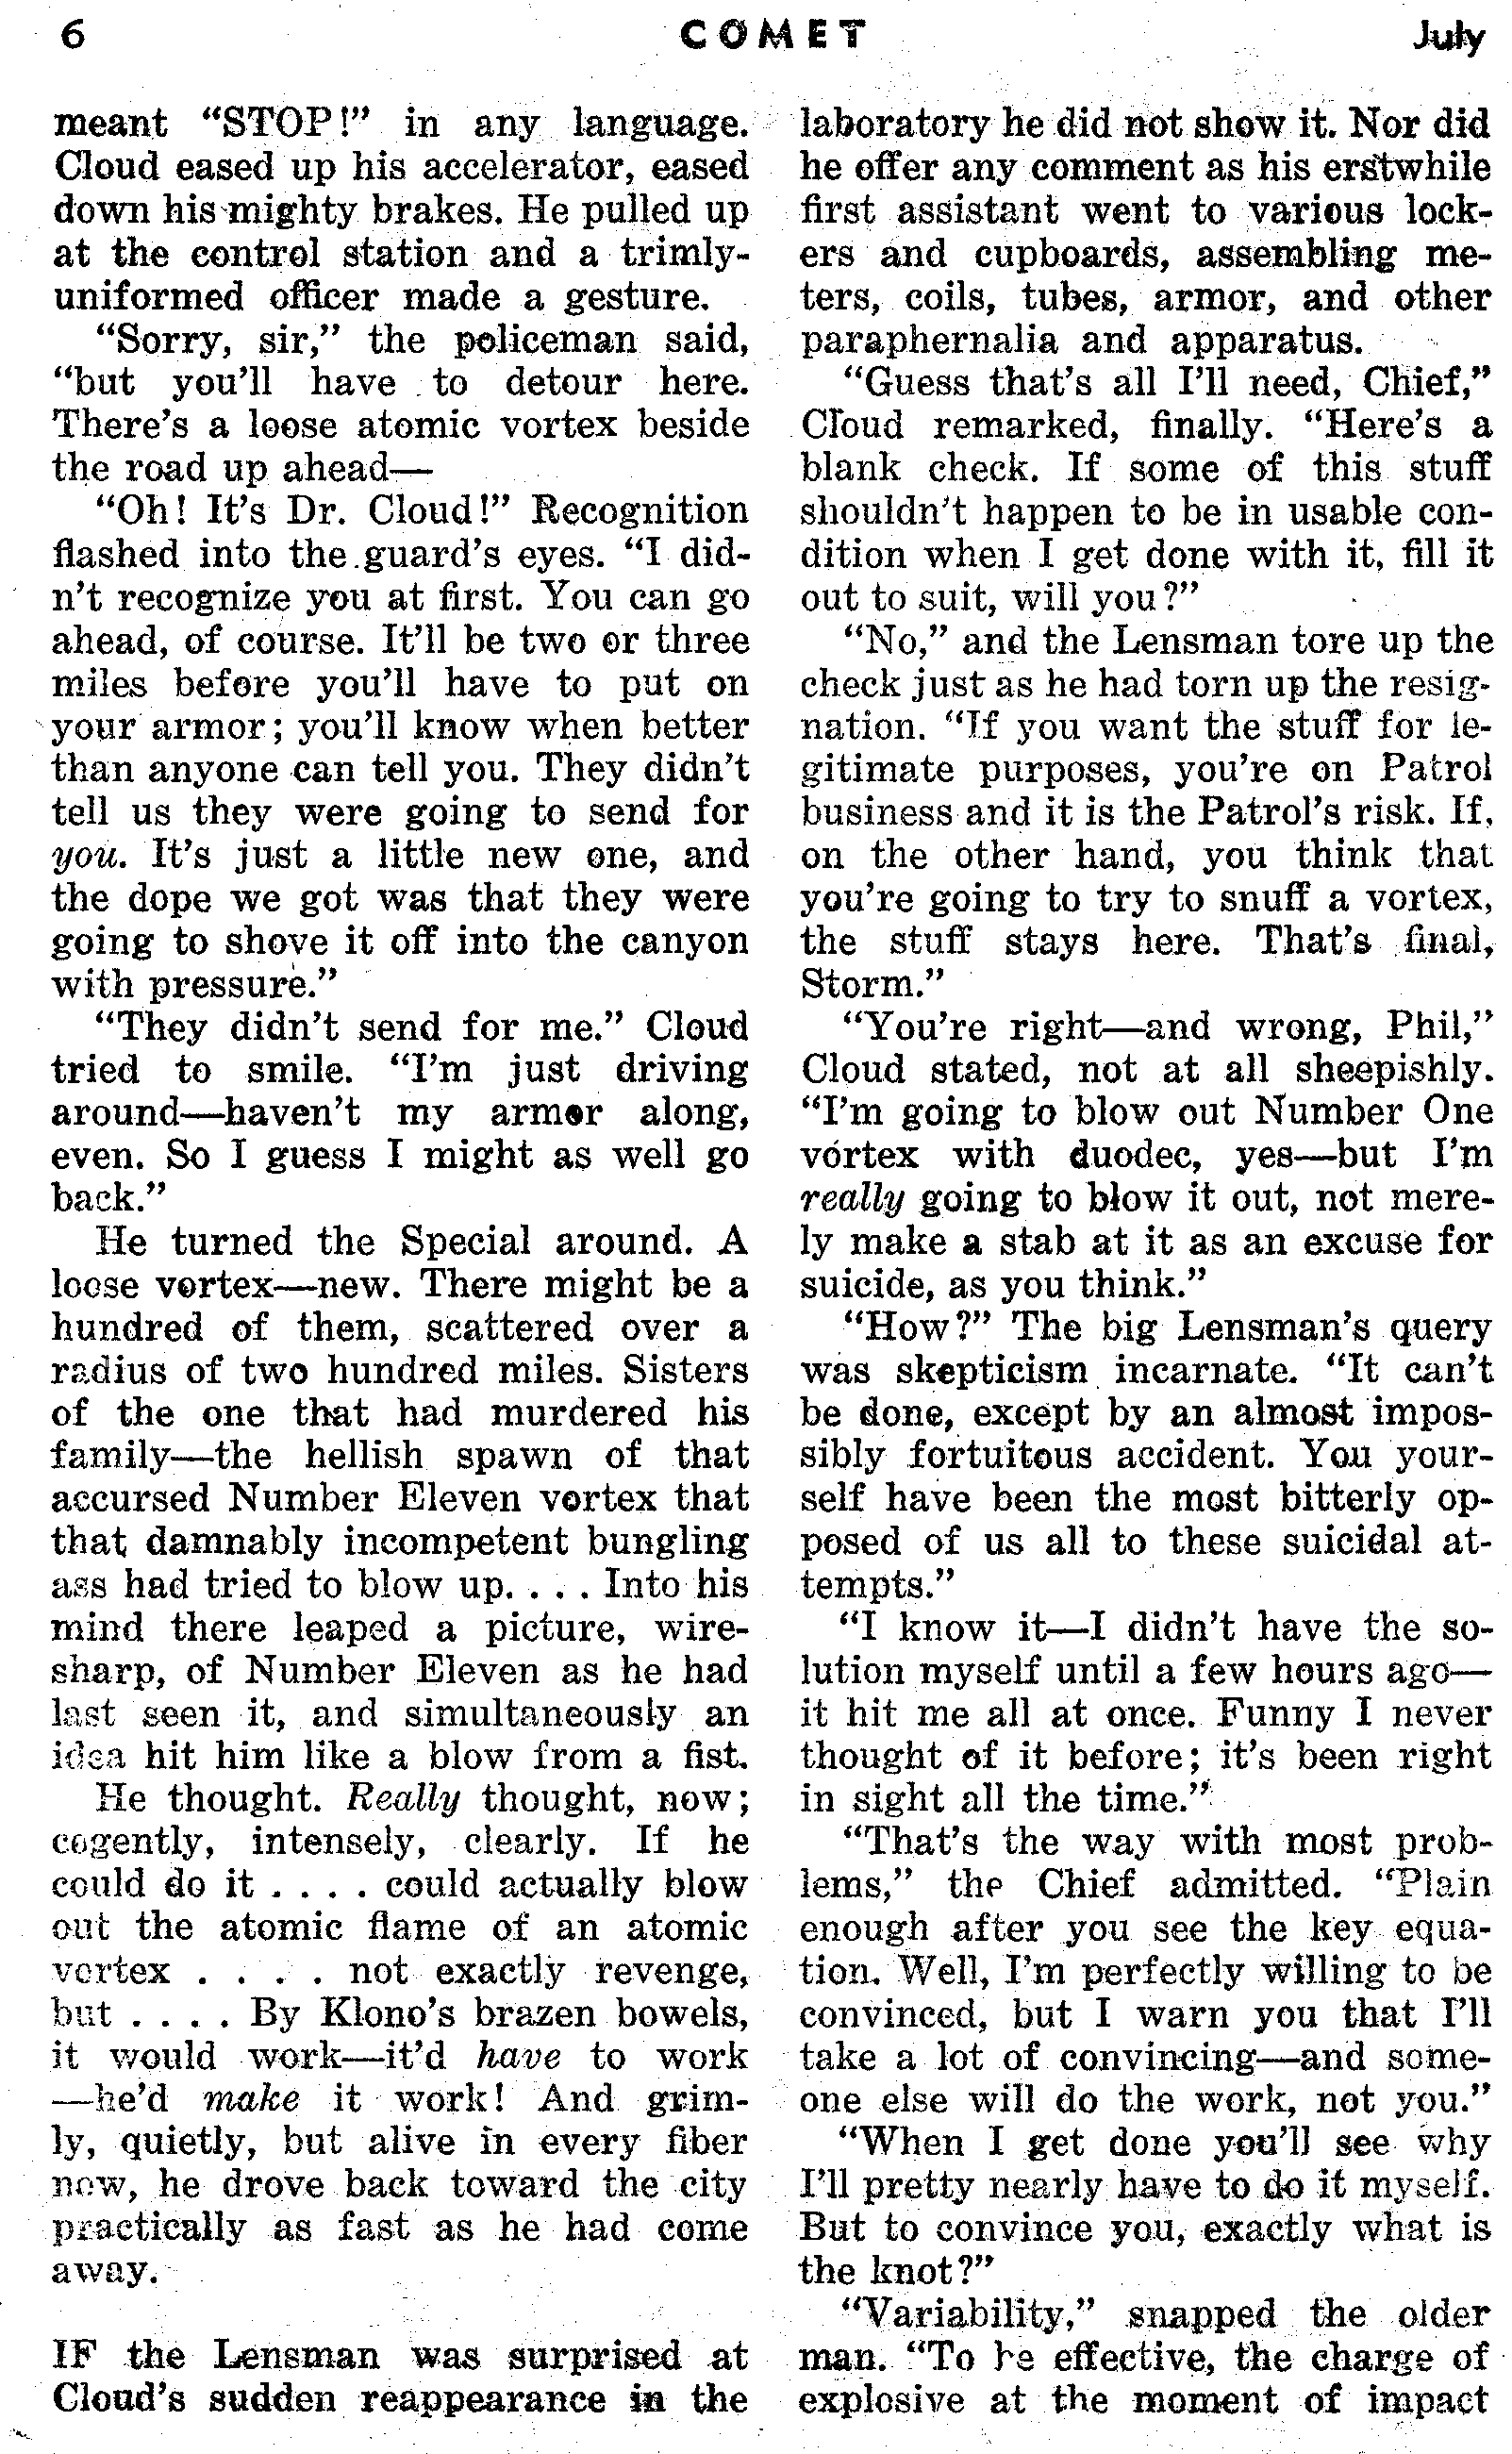 6
COMET
July
meant “STOP!” in any language.
Cloud eased up his accelerator, eased
down his mighty brakes. He pulled up
at the control station and a trimly-
uniformed officer made a gesture.
“Sorry, sir,” the policeman said,
“but you’ll have to detour here.
There’s a loose atomic vortex beside
the road up ahead—
“Oh! It’s Dr. Cloud!” Recognition
flashed into the guard’s eyes. “I did-
n’t recognize you at first. You can go
ahead, of course. It’ll be two or three
miles before you’ll have to put on
your armor; you’ll know when better
than anyone can tell you. They didn’t
tell us they were going to send for
you. It’s just a little new one, and
the dope we got was that they were
going to shove it off into the canyon
with pressure.”
“They didn’t send for me.” Cloud
tried to smile. “I’m just driving
around—haven’t my armor along,
even. So I guess I might as well go
back.”
He turned the Special around. A
loose vortex—new. There might be a
hundred of them, scattered over a
radius of two hundred miles. Sisters
of the one that had murdered his
family—the hellish spawn of that
accursed Number Eleven vortex that
that damnably incompetent bungling
ass had tried to blow up. . . . Into his
mind there leaped a picture, wire-
sharp, of Number Eleven as he had
last seen it, and simultaneously an
idea hit him like a blow from a fist.
He thought. Really thought, now;
cogently, intensely, clearly. If he
could do it . . . . could actually blow
out the atomic flame of an atomic
vortex . . . . not exactly revenge,
but . . . . By Klono’s brazen bowels,
it would work—it’d have to work
—he’d make it work! And grim-
ly, quietly, but alive in every fiber
now, he drove back toward the city
practically as fast as he had come
away.
IF the Lensman was surprised at
Cloud’s sudden reappearance in the
laboratory he did not show it. Nor did
he offer any comment as his erstwhile
first assistant went to various lock-
ers and cupboards, assembling me-
ters, coils, tubes, armor, and other
paraphernalia and apparatus.
“Guess that’s all I’ll need, Chief,”
Cloud remarked, finally. “Here’s a
blank check. If some of this stuff
shouldn’t happen to be in usable con-
dition when I get done with it, fill it
out to suit, will you?”
“No,” and the Lensman tore up the
check just as he had torn up the resig-
nation. “If you want the stuff for le-
gitimate purposes, you’re on Patrol
business and it is the Patrol’s risk. If,
on the other hand, you think that
you’re going to try to snuff a vortex,
the stuff stays here. That’s final,
Storm.”
“You’re right—and wrong, Phil,”
Cloud stated, not at all sheepishly.
“I’m going to blow out Number One
vortex with duodec, yes—but I’m
really going to blow it out, not mere-
ly make a stab at it as an excuse for
suicide, as you think.”
“How?” The big Lensman’s query
was skepticism incarnate. “It can’t
be done, except by an almost impos-
sibly fortuitous accident. You your-
self have been the most bitterly op-
posed of us all to these suicidal at-
tempts.”
“I know it—I didn’t have the so-
lution myself until a few hours ago—
it hit me all at once. Funny I never
thought of it before; it’s been right
in sight all the time.”
“That’s the way with most prob-
lems,” the Chief admitted. “Plain
enough after you see the key equa-
tion. Well, I’m perfectly willing to be
convinced, but I warn you that I’ll
take a lot of convincing—and some-
one else will do the work, not you.”
“When I get done you’ll see why
I’ll pretty nearly have to do it myself.
But to convince you, exactly what is
the knot?”
“Variability,” snapped the older
man. “To be effective, the charge of
explosive at the moment of impact